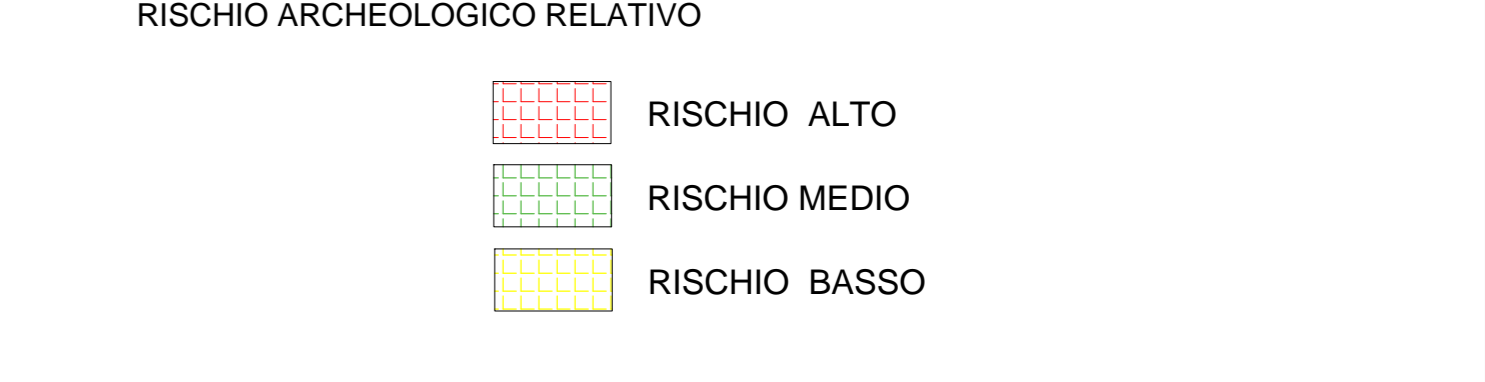 RISCHIO ARCHEOLOGICO RELATIVO
RISCHIO ALTO
RISCHIO MEDIO
RISCHIO BASSO